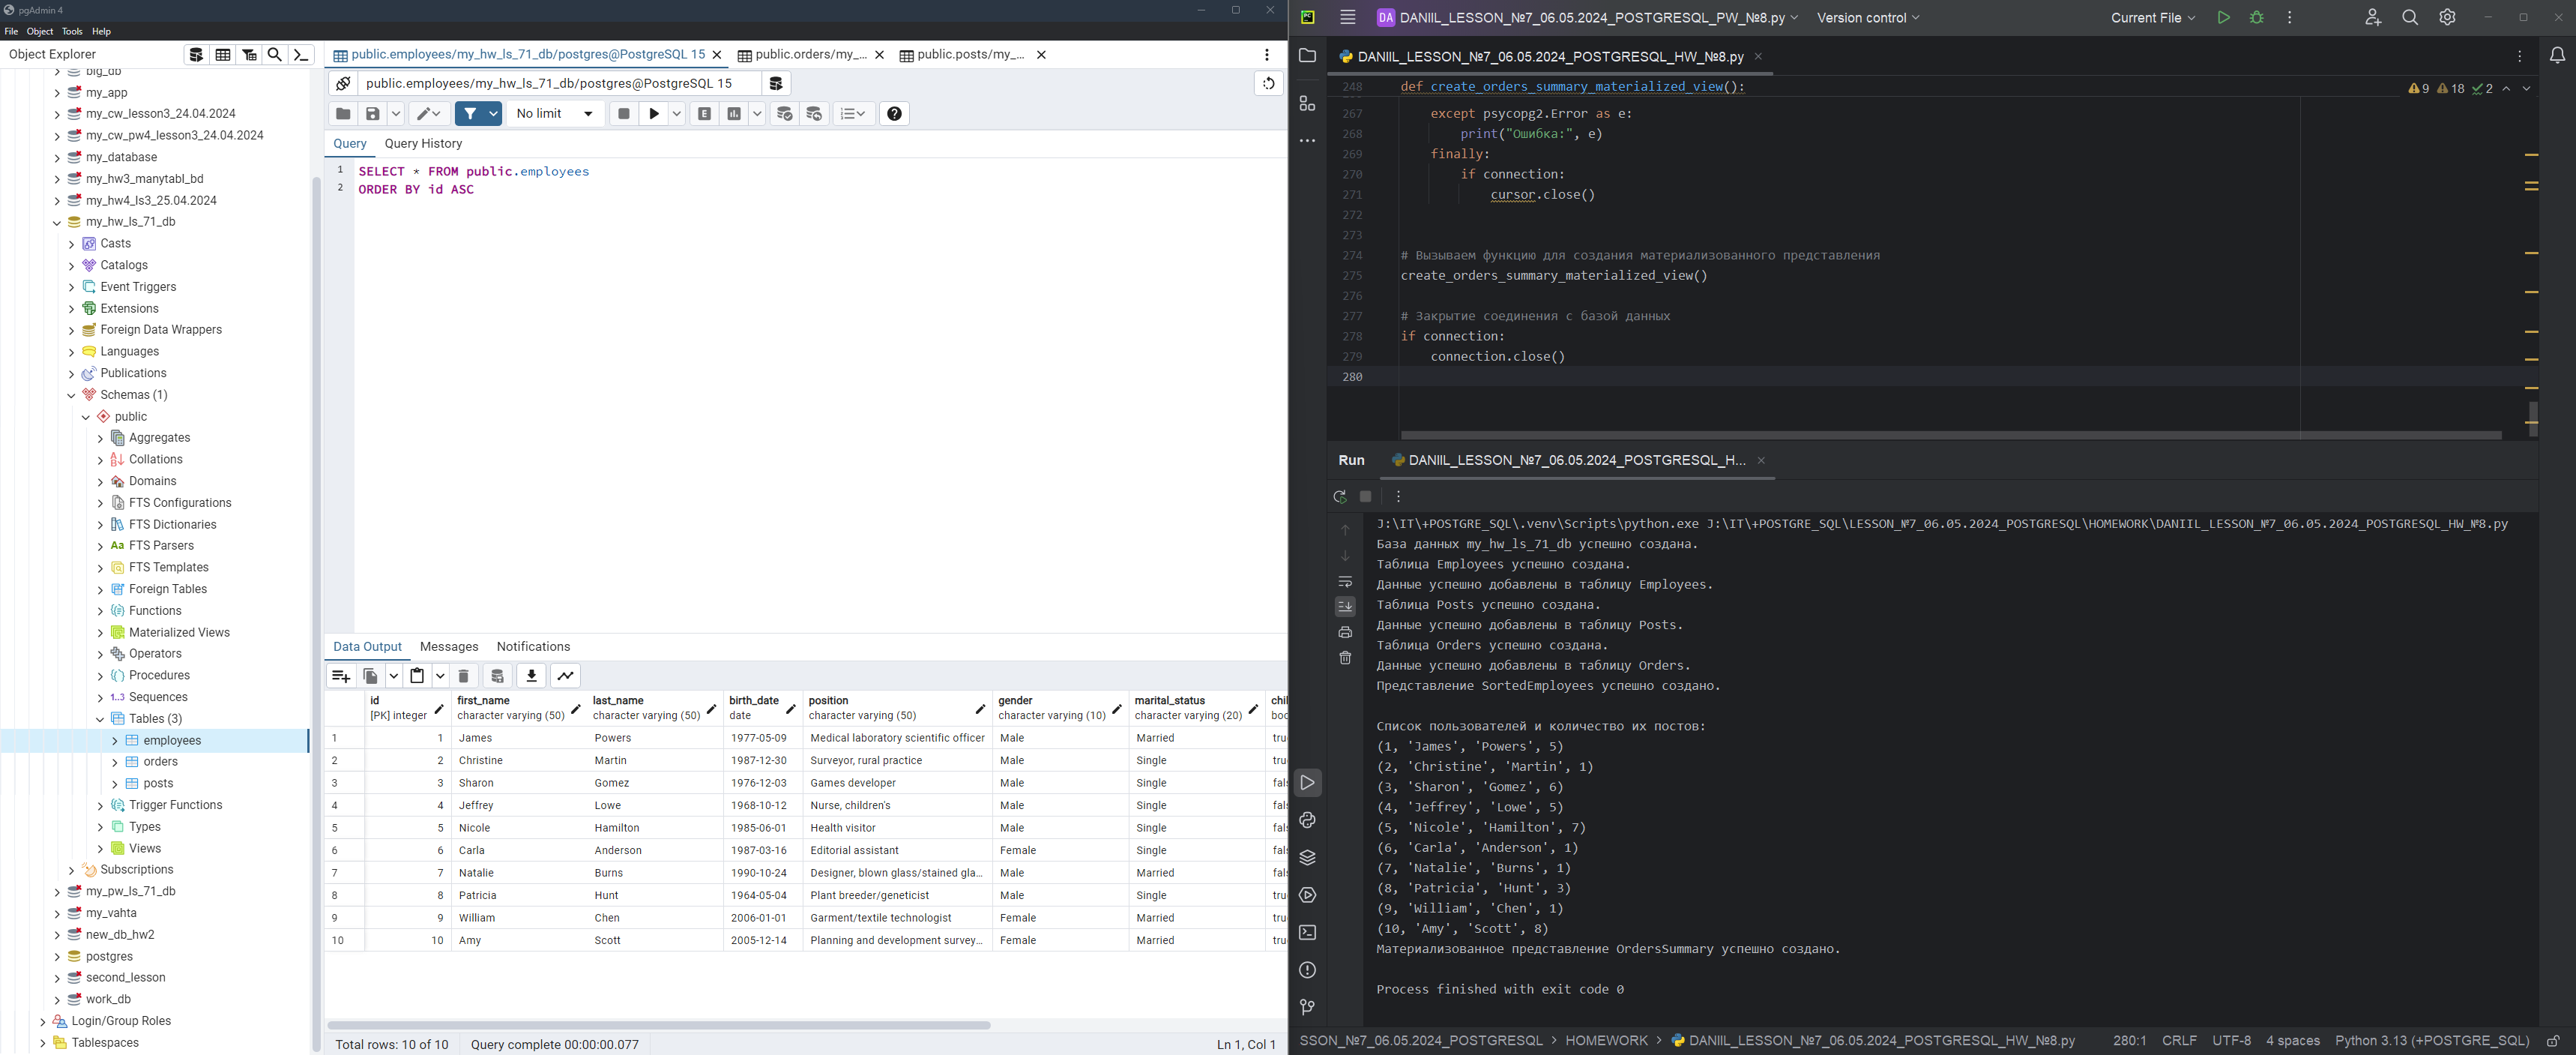 pgAdmin 4
File Object Tools Help
Object Explorer
big_db
my_app
my_cw_lesson3_24.04.2024
my_cw_pw4_lesson3_24.04.2024
my_database
my_hw3_manytabl_bd
my_hw4_ls3_25.04.2024
my_hw_ls_71_db
Casts
Catalogs
Event Triggers
Extensions
Foreign Data Wrappers
Languages
Publications
Schemas (1)
public
Aggregates
Collations
Domains
FTS Configurations
FTS Dictionaries
Aa FTS Parsers
FTS Templates
Foreign Tables
Functions
Materialized Views
Operators
Procedures
1..3 Sequences
Tables (3)
employees
orders
posts
Trigger Functions
Types
Views
Subscriptions
my_pw_ls_71_db
my_vahta
new_db_hw2
postgres
second_lesson
work_db
Login/Group Roles
Tablespaces
public.employees/my_hw_ls_71_db/postgres@PostgreSQL 15 public.orders/my_... public.posts/my_...
public.employees/my_hw_ls_71_db/postgres@PostgreSQL 15
No limit E
Query Query History
1 SELECT * FROM public.employees
2 ORDER BY id ASC
Data Output Messages Notifications
id first_name last_name birth_date position gender marital_status chil
[PK] integer character varying (50) character varying (50) date character varying (50) character varying (10) character varying (20) boo
1 1 James Powers 1977-05-09 Medical laboratory scientific officer Male Married tru
2 2 Christine Martin 1987-12-30 Surveyor, rural practice Male Single tru
3 3 Sharon Gomez 1976-12-03 Games developer Male Single fal
4 4 Jeffrey Lowe 1968-10-12 Nurse, children's Male Single fal
5 5 Nicole Hamilton 1985-06-01 Health visitor Male Single fal
6 6 Carla Anderson 1987-03-16 Editorial assistant Female Single fal
7 7 Natalie Burns 1990-10-24 Designer, blown glass/stained gla... Male Married fal
8 8 Patricia Hunt 1964-05-04 Plant breeder/geneticist Male Single tru
9 9 William Chen 2006-01-01 Garment/textile technologist Female Married tru
10 10 Amy Scott 2005-12-14 Planning and development survey... Female Married tru
Total rows: 10 of 10 Query complete 00:00:00.077 Ln 1, Col 1
PC DA DANIIL_LESSON_№7_06.05.2024_POSTGRESQL_PW_№8.py Version control Current File
DANIIL_LESSON_№7_06.05.2024_POSTGRESQL_HW_№8.py
248 def create_orders_summary_materialized_view(): 9 18 2
267 except psycopg2.Error as e:
268 print("Ошибка:", e)
269 finally:
270 if connection:
271 cursor.close()
272
273
274 # Вызываем функцию для создания материализованного представления
275 create_orders_summary_materialized_view()
276
277 # Закрытие соединения с базой данных
278 if connection:
279 connection.close()
280
Run DANIIL_LESSON_№7_06.05.2024_POSTGRESQL_H...
J:\IT\+POSTGRE_SQL\.venv\Scripts\python.exe J:\IT\+POSTGRE_SQL\LESSON_№7_06.05.2024_POSTGRESQL\HOMEWORK\DANIIL_LESSON_№7_06.05.2024_POSTGRESQL_HW_№8.py
База данных my_hw_ls_71_db успешно создана.
Таблица Employees успешно создана.
Данные успешно добавлены в таблицу Employees.
Таблица Posts успешно создана.
Данные успешно добавлены в таблицу Posts.
Таблица Orders успешно создана.
Данные успешно добавлены в таблицу Orders.
Представление SortedEmployees успешно создано.
Список пользователей и количество их постов:
(1, 'James', 'Powers', 5)
(2, 'Christine', 'Martin', 1)
(3, 'Sharon', 'Gomez', 6)
(4, 'Jeffrey', 'Lowe', 5)
(5, 'Nicole', 'Hamilton', 7)
(6, 'Carla', 'Anderson', 1)
(7, 'Natalie', 'Burns', 1)
(8, 'Patricia', 'Hunt', 3)
(9, 'William', 'Chen', 1)
(10, 'Amy', 'Scott', 8)
Материализованное представление OrdersSummary успешно создано.
Process finished with exit code 0
SSON_№7_06.05.2024_POSTGRESQL > HOMEWORK > DANIIL_LESSON_№7_06.05.2024_POSTGRESQL_HW_№8.py 280:1 CRLF UTF-8 4 spaces Python 3.13 (+POSTGRE_SQL)